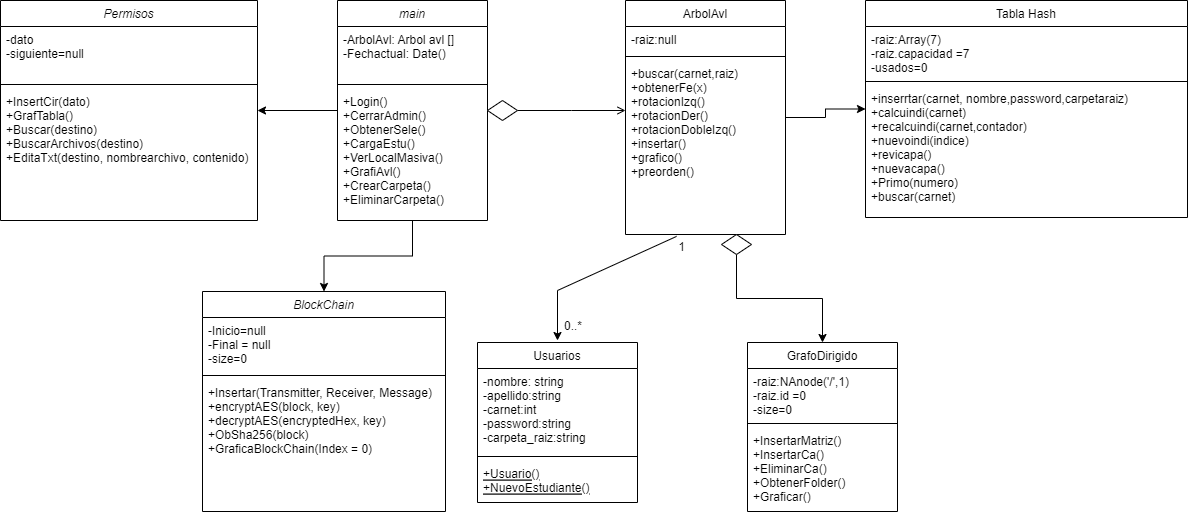 Permisos
-dato
-siguiente=null
+InsertCir(dato)
+GrafTabla()
+Buscar(destino)
+BuscarArchivos(destino)
+EditaTxt(destino, nombrearchivo, contenido)
main
-ArbolAvL: Arbol avl []
-Fechactual: Date()
+Login()
+CerrarAdmin()
+ObtenerSele()
+CargaEstu()
+VerLocalMasiva()
+GrafiAvl()
+CrearCarpeta()
+EliminarCarpeta()
ArbolAvl
-raiz:null
+buscar(carnet,raiz)
+obtenerFe(x)
+rotacionIzq()
+rotacionDer()
+rotacionDobleIzq()
+insertar()
+grafico()
+preorden()
Tabla Hash
-raiz:Array(7)
-raiz.capacidad =7
-usados=0
+inserrtar(carnet, nombre,password,carpetaraiz)
+calcuindi(carnet)
+recalcuindi(carnet,contador)
+nuevoindi(indice)
+revicapa()
+nuevacapa()
+Primo(numero)
+buscar(carnet)
1
0..*
BlockChain
-Inicio=null
-Final = null
-size=0
+Insertar(Transmitter, Receiver, Message)
+encryptAES(block, key)
+decryptAES(encryptedHex, key)
+ObSha256(block)
+GraficaBlockChain(Index = 0)
Usuarios
-nombre: string
-apellido:string
-carnet:int
-password:string
-carpeta_raiz:string
+Usuario()
+NuevoEstudiante()
GrafoDirigido
-raiz:NAnode('/',1)
-raiz.id =0
-size=0
+InsertarMatriz()
+InsertarCa()
+EliminarCa()
+ObtenerFolder()
+Graficar()